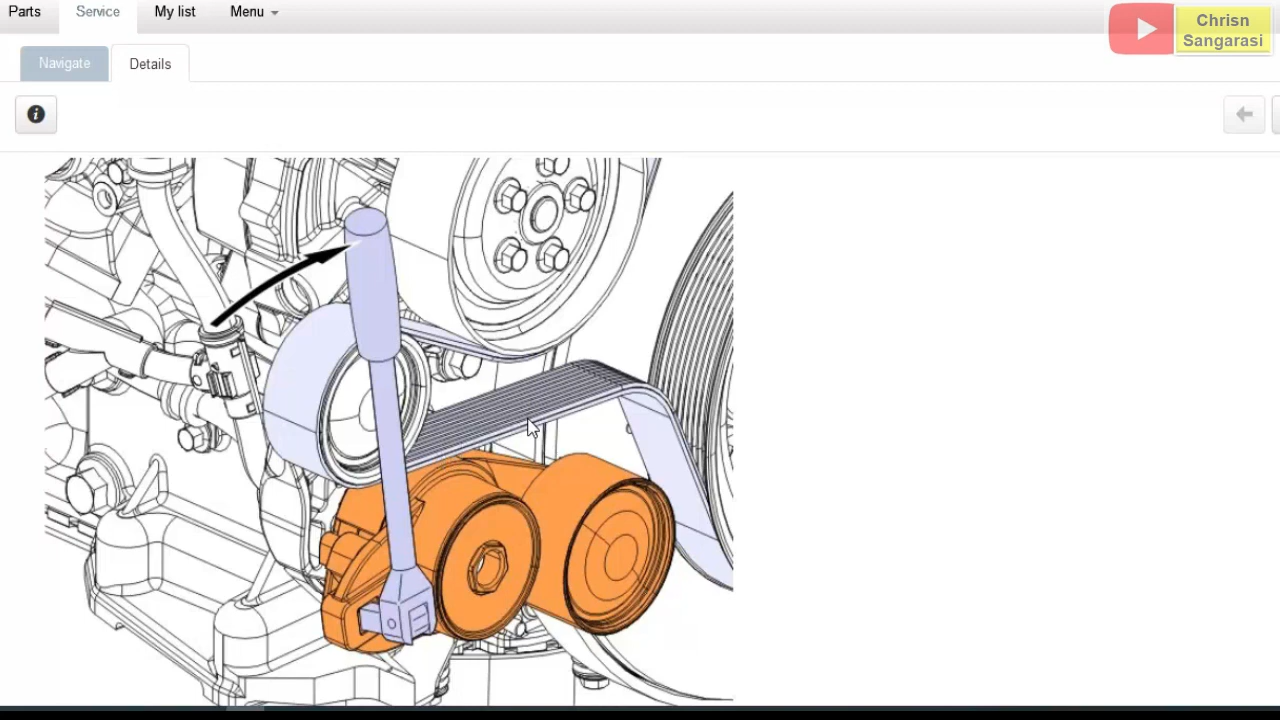 Parts
Service
My list
Menu
Chrisn
Sangarasi
Navigate
Details